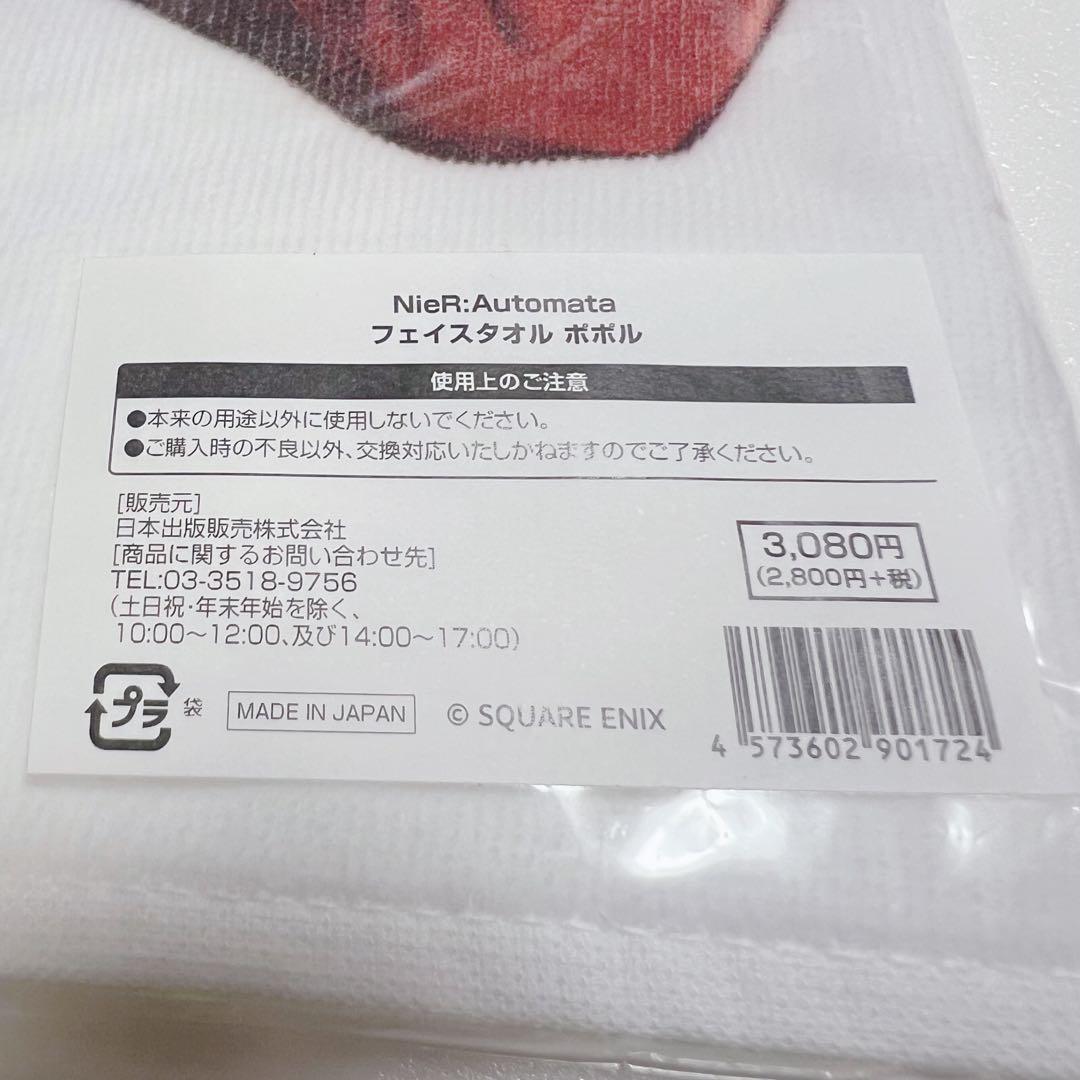 NieR:Automata
フェイスタオル ポポル
使用上のご注意
●本来の用途以外に使用しないでください。
●ご購入時の不良以外、交換対応いたしかねますのでご了承ください。
[販売元]
日本出版販売株式会社
[商品に関するお問い合わせ先]
TEL:03-3518-9756
(土日祝・年末年始を除く、
10:00～12:00、及び14:00～17:00)
3,080円
(2,800円+税)
プラ 袋
MADE IN JAPAN
© SQUARE ENIX
4 573602 901724